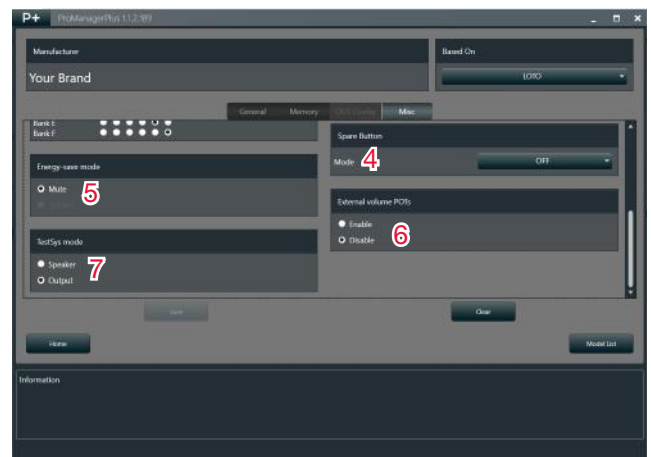 P+ ProManagerPlus 1.1.2.189
Manufacturer
Your Brand
Based On
LOTO
General Memory Misc
Bank E
Bank F
Energy-save mode
Mute
5
TestSys mode
Speaker
Output
7
Spare Button
Mode
4
OFF
External volume POTs
Enable
Disable
6
Save
Clear
Home
Model List
Information